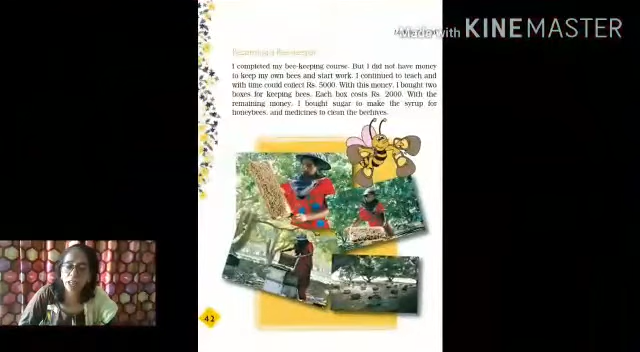 Made with KINEMASTER
Becoming a Bee-keeper
I completed my bee-keeping course. But I did not have money
to keep my own bees and start work. I continued to teach and
with time could collect Rs. 5000. With this money, I bought two
boxes for keeping bees. Each box costs Rs. 2000. With the
remaining money, I bought sugar to make the syrup for
honeybees, and medicines to clean the beehives.
42